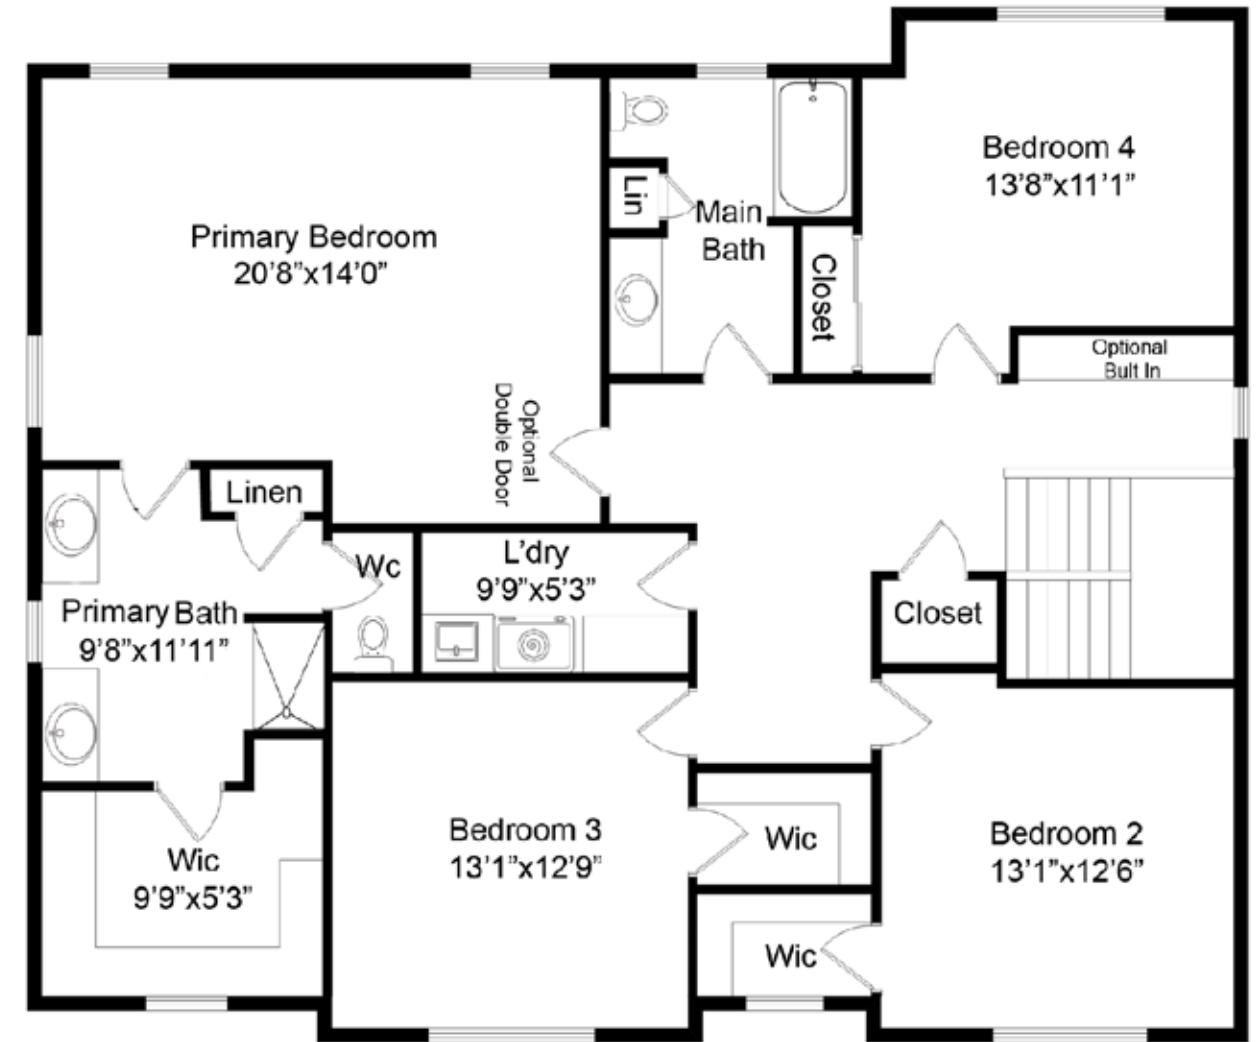 Bedroom 4
13'8”x11'1”
Primary Bedroom
20'8”x14'0”
Lin
Main
Bath
Closet
Optional
Bult In
Optional
Double Door
Linen
Wc
L'dry
9'9”x5'3”
Primary Bath
9'8”x11'11”
Closet
Bedroom 3
13'1”x12'9”
Wic
Bedroom 2
13'1”x12'6”
Wic
9'9”x5'3”
Wic